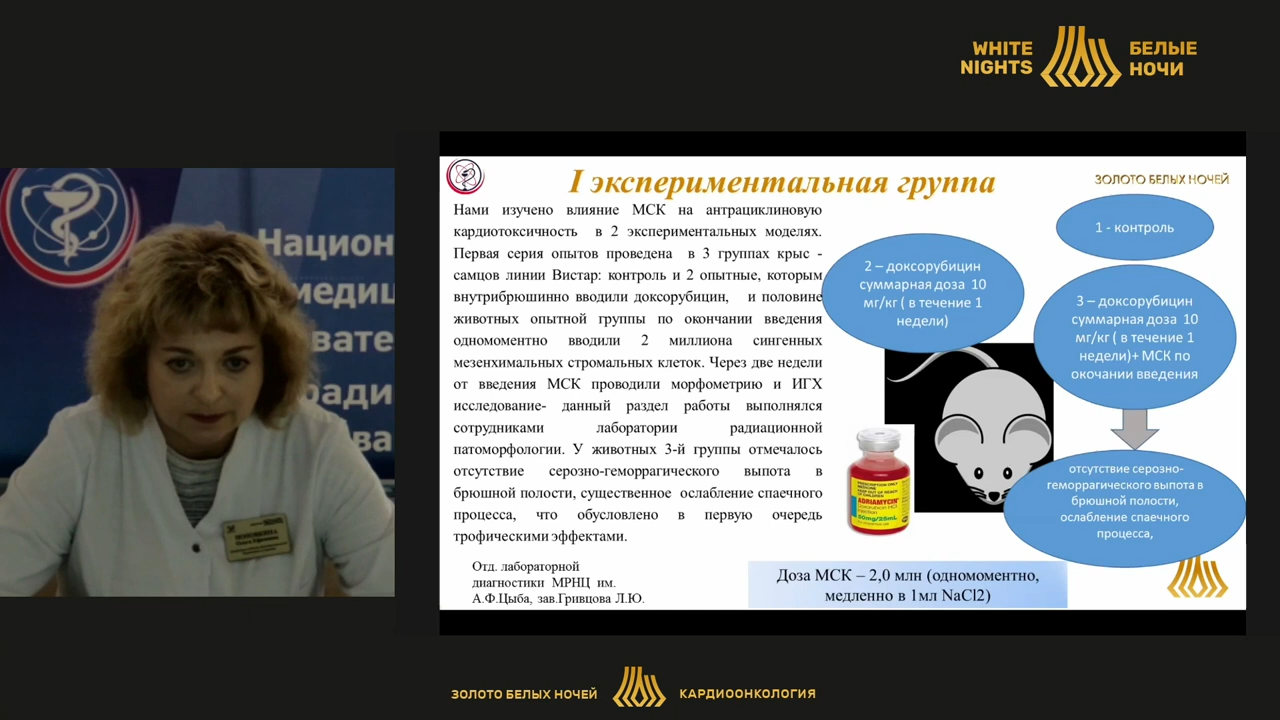 WHITE
NIGHTS
БЕЛЫЕ
НОЧИ
Национ
медиц
вате
ради
ва
I экспериментальная группа
ЗОЛОТО БЕЛЫХ НОЧЕЙ
Нами изучено влияние МСК на антрациклиновую
кардиотоксичность в 2 экспериментальных моделях.
Первая серия опытов проведена в 3 группах крыс -
самцов линии Вистар: контроль и 2 опытные, которым
внутрибрюшинно вводили доксорубицин, и половине
животных опытной группы по окончании введения
одномоментно вводили 2 миллиона сингенных
мезенхимальных стромальных клеток. Через две недели
от введения МСК проводили морфометрию и ИГХ
исследование- данный раздел работы выполнялся
сотрудниками лаборатории радиационной
патоморфологии. У животных 3-й группы отмечалось
отсутствие серозно-геморрагического выпота в
брюшной полости, существенное ослабление спаечного
процесса, что обусловлено в первую очередь
трофическими эффектами.
Отд. лабораторной
диагностики МРНЦ им.
А.Ф.Цыба, зав.Гривцова Л.Ю.
1 - контроль
2 – доксорубицин
суммарная доза 10
мг/кг ( в течение 1
недели)
3 – доксорубицин
суммарная доза 10
мг/кг ( в течение 1
недели)+ МСК по
окочании введения
отсутствие серозно-
геморрагического выпота в
брюшной полости,
ослабление спаечного
процесса,
ADRIAMYCIN
50mg/25mL
Доза МСК – 2,0 млн (одномоментно,
медленно в 1мл NaCl2)
ЗОЛОТО БЕЛЫХ НОЧЕЙ
КАРДИООНКОЛОГИЯ